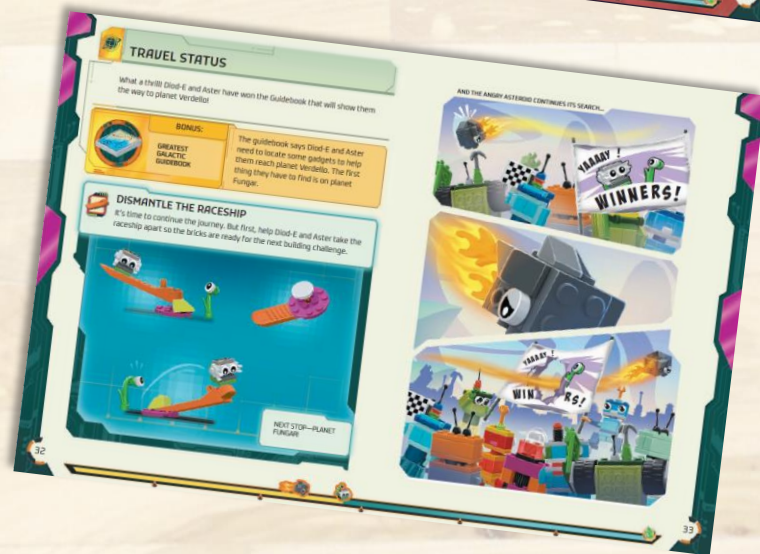 TRAVEL STATUS
What a thrill! Diod-E and Aster have won the Guidebook that will show them
the way to planet Verdello!
BONUS:
GREATEST
GALACTIC
GUIDEBOOK
The guidebook says Diod-E and Aster
need to locate some gadgets to help
them reach planet Verdello. The first
thing they have to find is on planet
Fungar.
DISMANTLE THE RACESHIP
It's time to continue the journey. But first, help Diod-E and Aster take the
raceship apart so the bricks are ready for the next building challenge.
NEXT STOP—PLANET
FUNGAR!
32
AND THE ANGRY ASTEROID CONTINUES ITS SEARCH...
YAAAAY !
WINNERS!
YAAAAY !
WIN RS!
33